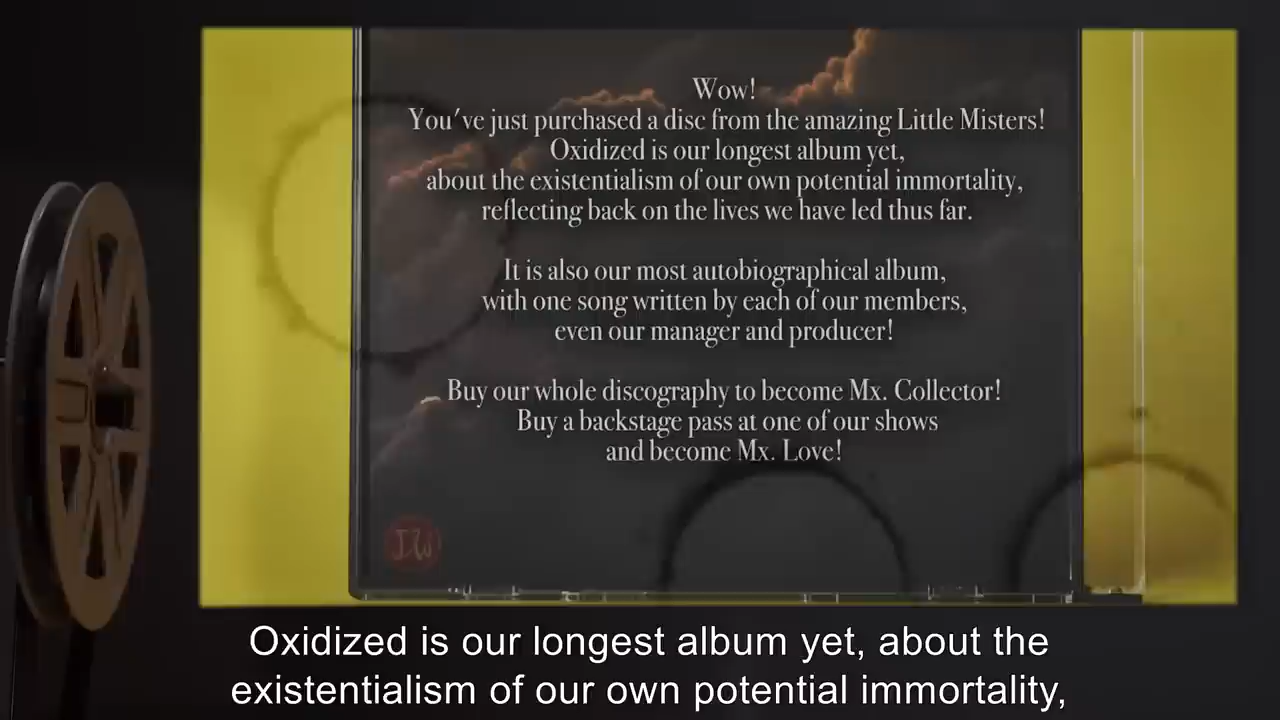 Wow!
You've just purchased a disc from the amazing Little Misters!
Oxidized is our longest album yet,
about the existentialism of our own potential immortality,
reflecting back on the lives we have led thus far.
It is also our most autobiographical album,
with one song written by each of our members,
even our manager and producer!
Buy our whole discography to become Mx. Collector!
Buy a backstage pass at one of our shows
and become Mx. Love!
Oxidized is our longest album yet, about the
existentialism of our own potential immortality,